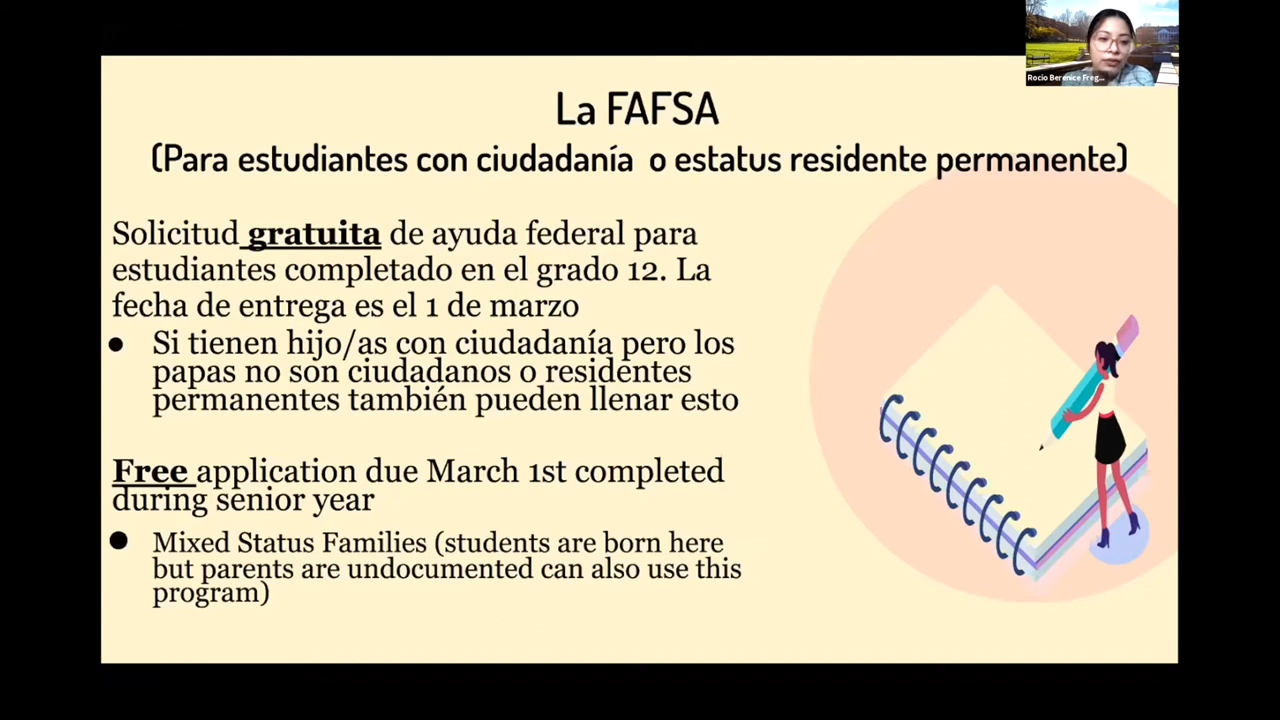 Rocio Berenice Freg...
La FAFSA
(Para estudiantes con ciudadanía o estatus residente permanente)
Solicitud gratuita de ayuda federal para
estudiantes completado en el grado 12. La
fecha de entrega es el 1 de marzo
● Si tienen hijo/as con ciudadanía pero los
papas no son ciudadanos o residentes
permanentes también pueden llenar esto
Free application due March 1st completed
during senior year
● Mixed Status Families (students are born here
but parents are undocumented can also use this
program)